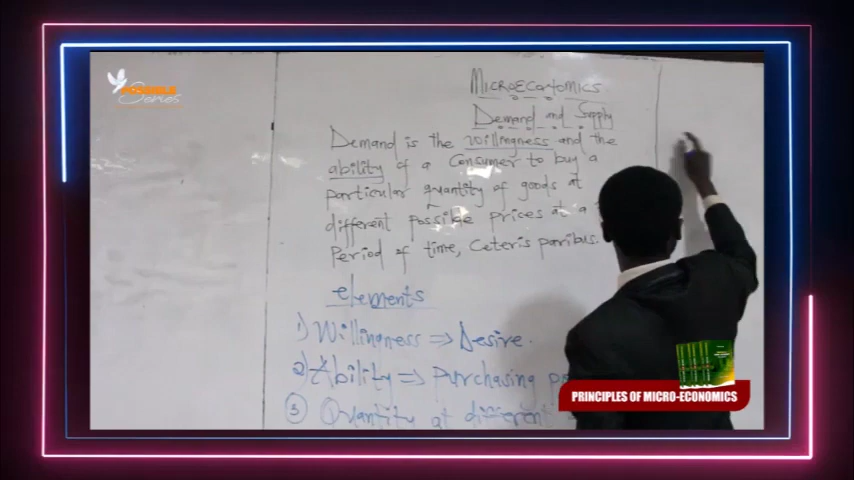 POSSIBLE
Series
MICROECONOMICS
Demand and Supply
Demand is the willingness and the
ability of a Consumer to buy a
particular quantity of goods at
different possible prices at a
Period of time, Ceteris paribus.
elements
1) Willingness => Desire.
2) Ability => Purchasing
3 Quantity at different
PRINCIPLES OF MICRO-ECONOMICS